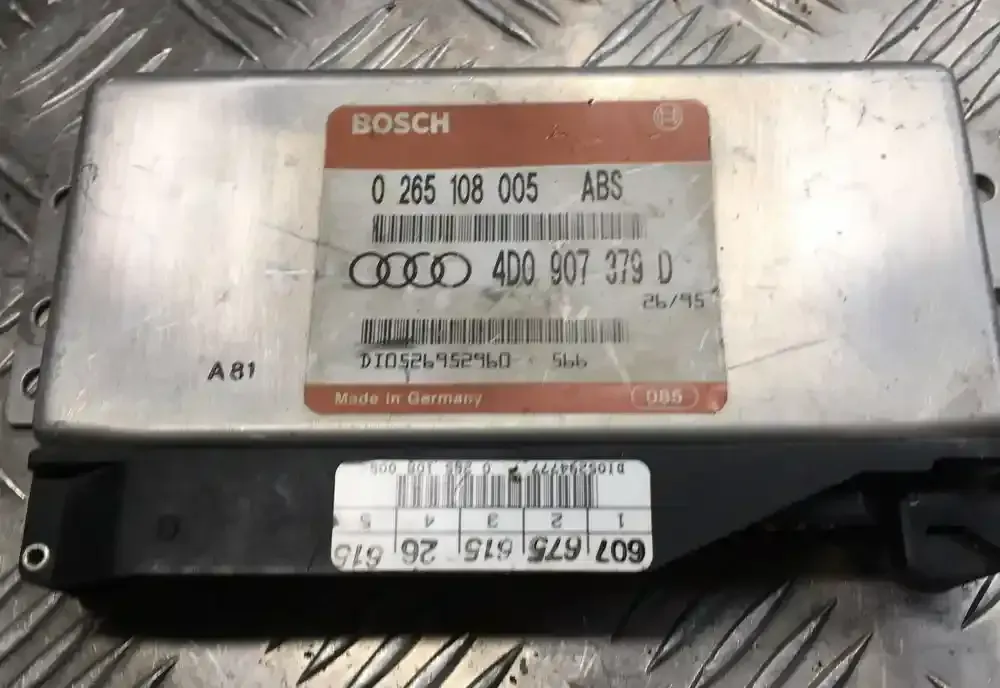 BOSCH
0 265 108 005 ABS
4D0 907 379 D
26/95
DI0526952960 - 566
A81
Made in Germany 085
0 265 108 005
1 2 3 4 5
607 675 615 26 615